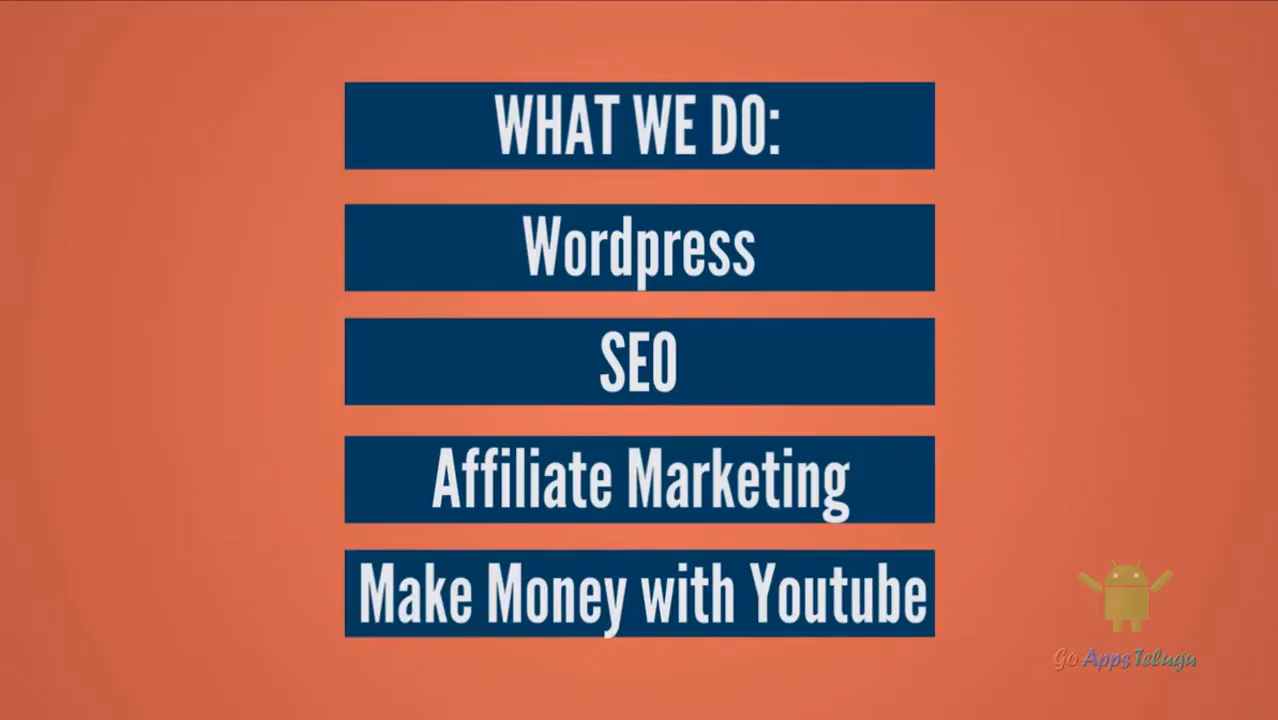 WHAT WE DO:
Wordpress
SEO
Affiliate Marketing
Make Money with Youtube
Go Apps Telugu